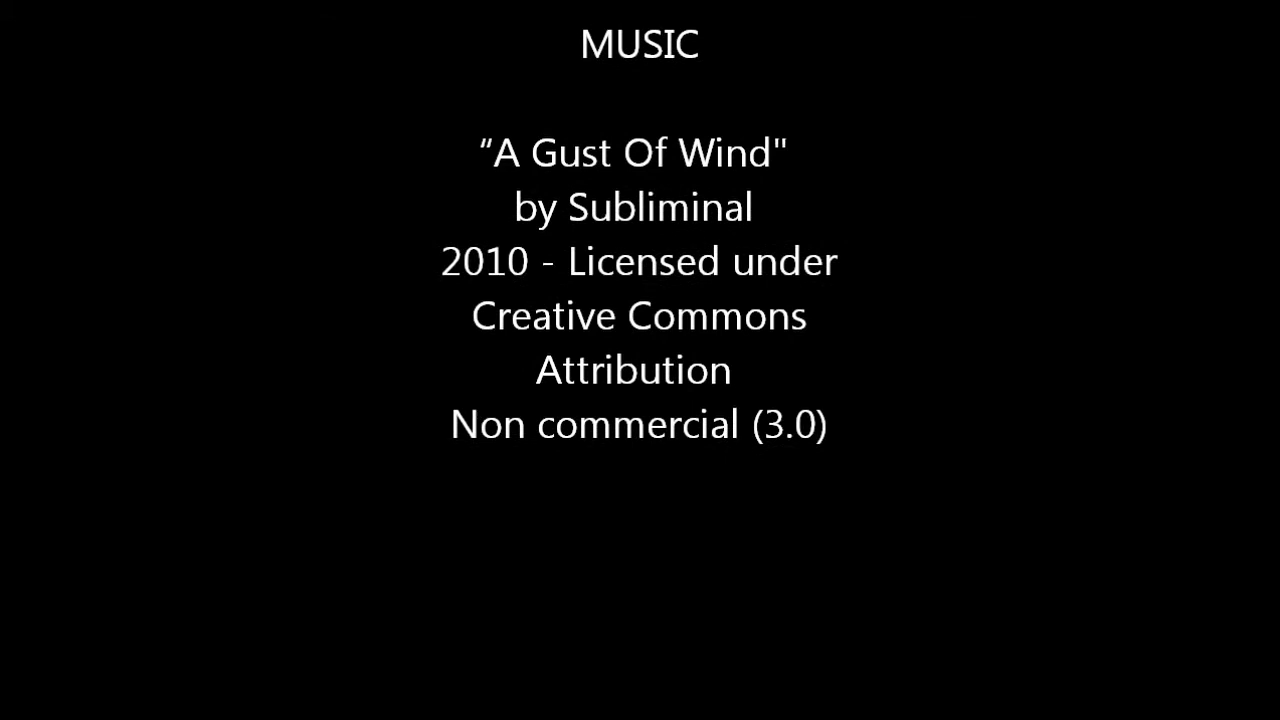 MUSIC
“A Gust Of Wind"
by Subliminal
2010 - Licensed under
Creative Commons
Attribution
Non commercial (3.0)